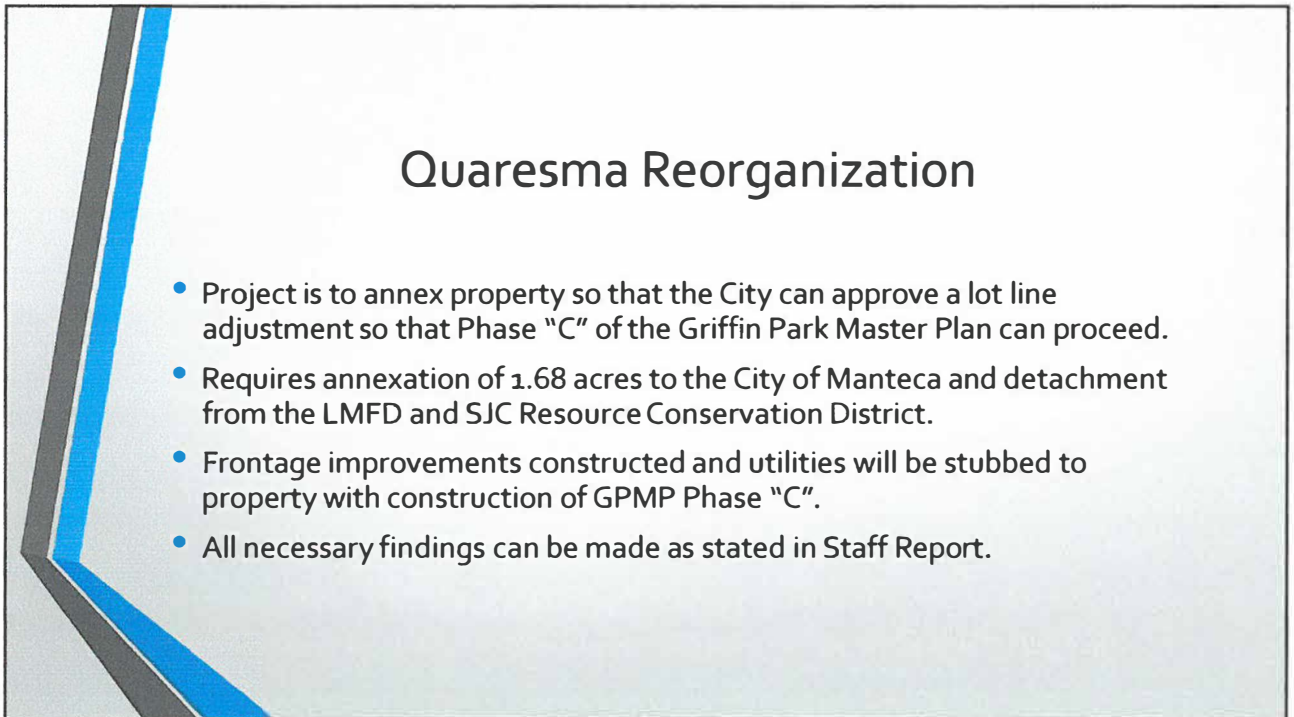 Quaresma Reorganization
• Project is to annex property so that the City can approve a lot line
adjustment so that Phase “C” of the Griffin Park Master Plan can proceed.
• Requires annexation of 1.68 acres to the City of Manteca and detachment
from the LMFD and SJC Resource Conservation District.
• Frontage improvements constructed and utilities will be stubbed to
property with construction of GPMP Phase “C”.
• All necessary findings can be made as stated in Staff Report.